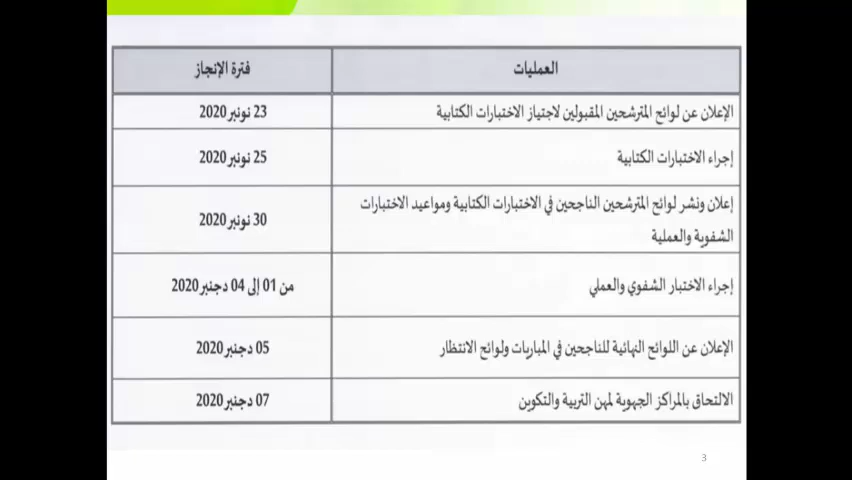 العمليات
فترة الإنجاز
الإعلان عن لوائح المترشحين المقبولين لاجتياز الاختبارات الكتابية
23 نونبر 2020
إجراء الاختبارات الكتابية
25 نونبر 2020
إعلان ونشر لوائح المترشحين الناجحين في الاختبارات الكتابية ومواعيد الاختبارات
الشفوية والعملية
30 نونبر 2020
إجراء الاختبار الشفوي والعملي
من 01 إلى 04 دجنبر 2020
الإعلان عن اللوائح النهائية للناجحين في المباريات ولوائح الانتظار
05 دجنبر 2020
الالتحاق بالمراكز الجهوية لمهن التربية والتكوين
07 دجنبر 2020
3